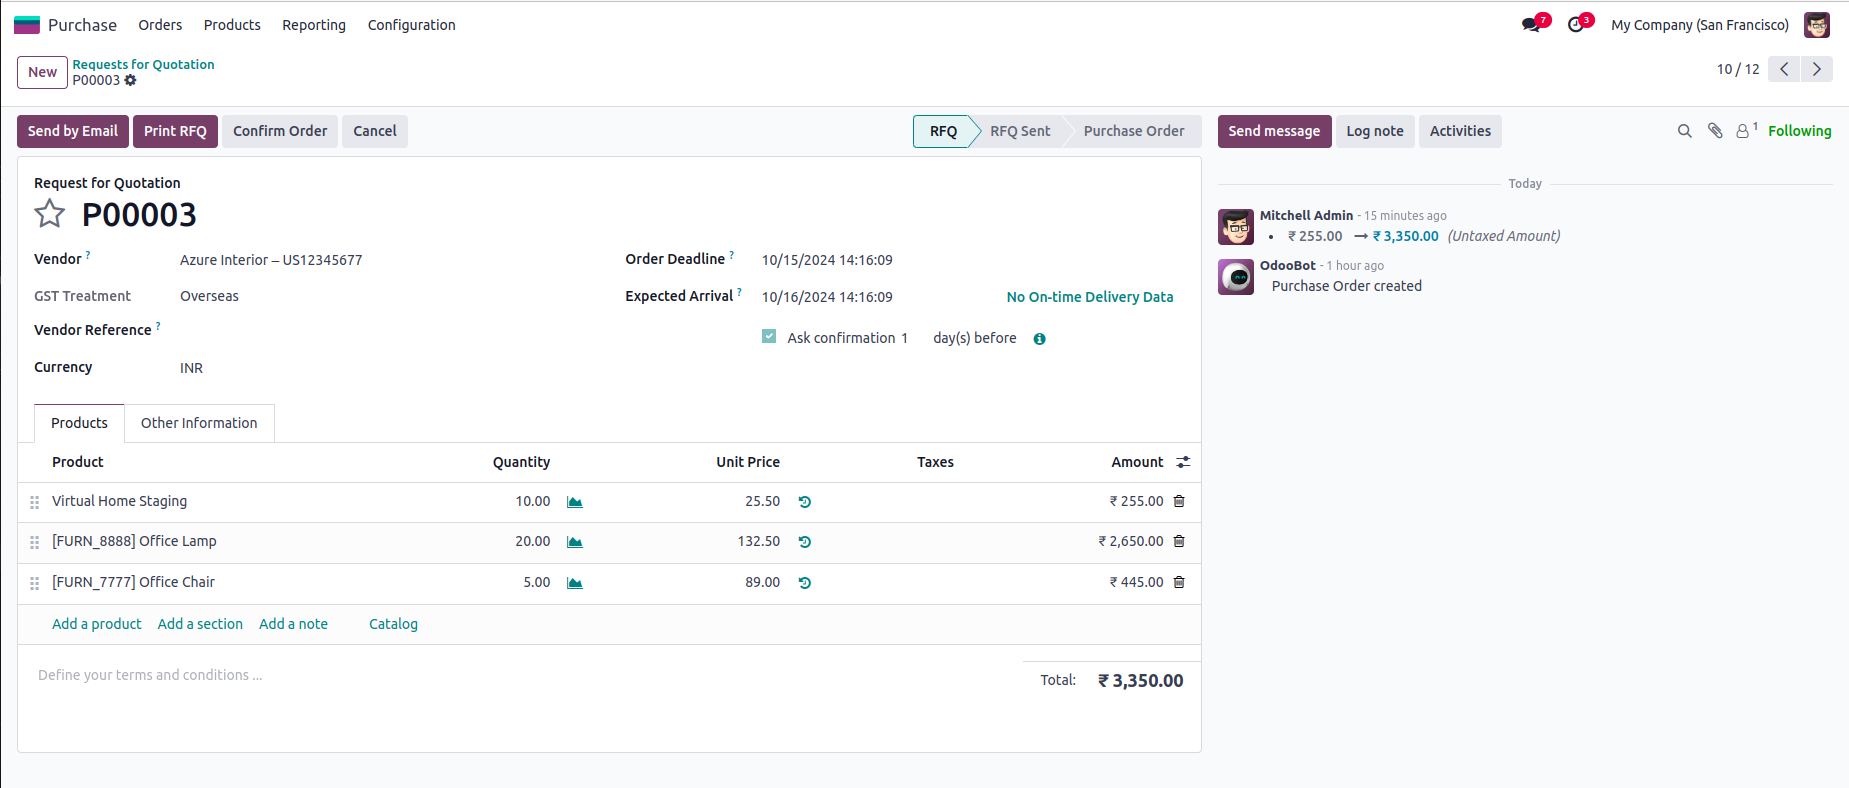 Purchase Orders Products Reporting Configuration 7 3 My Company (San Francisco)
New Requests for Quotation
P00003 10 / 12
Send by Email Print RFQ Confirm Order Cancel RFQ RFQ Sent Purchase Order
Send message Log note Activities 1 Following
Request for Quotation
P00003
Vendor ? Azure Interior – US12345677
GST Treatment Overseas
Vendor Reference ?
Currency INR
Order Deadline ? 10/15/2024 14:16:09
Expected Arrival ? 10/16/2024 14:16:09 No On-time Delivery Data
Ask confirmation 1 day(s) before
Products Other Information
Product Quantity Unit Price Taxes Amount
Virtual Home Staging 10.00 25.50 ₹ 255.00
[FURN_8888] Office Lamp 20.00 132.50 ₹ 2,650.00
[FURN_7777] Office Chair 5.00 89.00 ₹ 445.00
Add a product Add a section Add a note Catalog
Define your terms and conditions ...
Total: ₹ 3,350.00
Today
Mitchell Admin - 15 minutes ago
• ₹ 255.00 → ₹ 3,350.00 (Untaxed Amount)
OdooBot - 1 hour ago
Purchase Order created